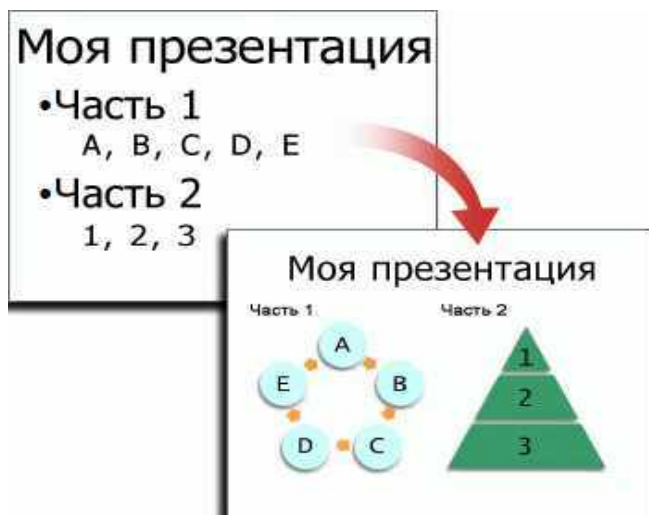 Моя презентация
•Часть 1
A, B, C, D, E
•Часть 2
1, 2, 3
Моя презентация
Часть 1
Часть 2
A
E
B
D
C
1
2
3